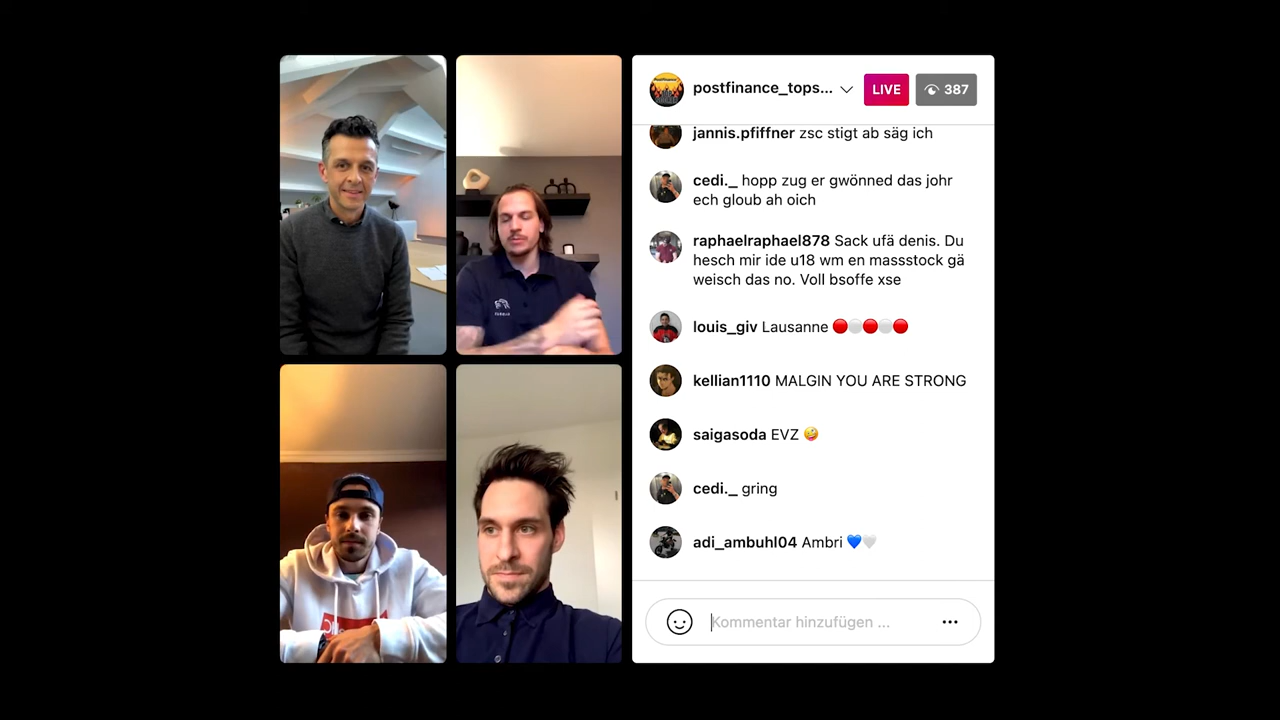 postfinance_tops...
LIVE
387
jannis.pfiffner zsc stigt ab säg ich
cedi._ hopp zug er gwönned das johr
ech gloub ah oich
raphaelraphael878 Sack ufä denis. Du
hesch mir ide u18 wm en massstock gä
weisch das no. Voll bsoffe xse
louis_giv Lausanne 🔴⚪🔴⚪🔴
kellian1110 MALGIN YOU ARE STRONG
saigasoda EVZ 🤪
cedi._ gring
adi_ambuhl04 Ambri 💙🤍
Kommentar hinzufügen ...